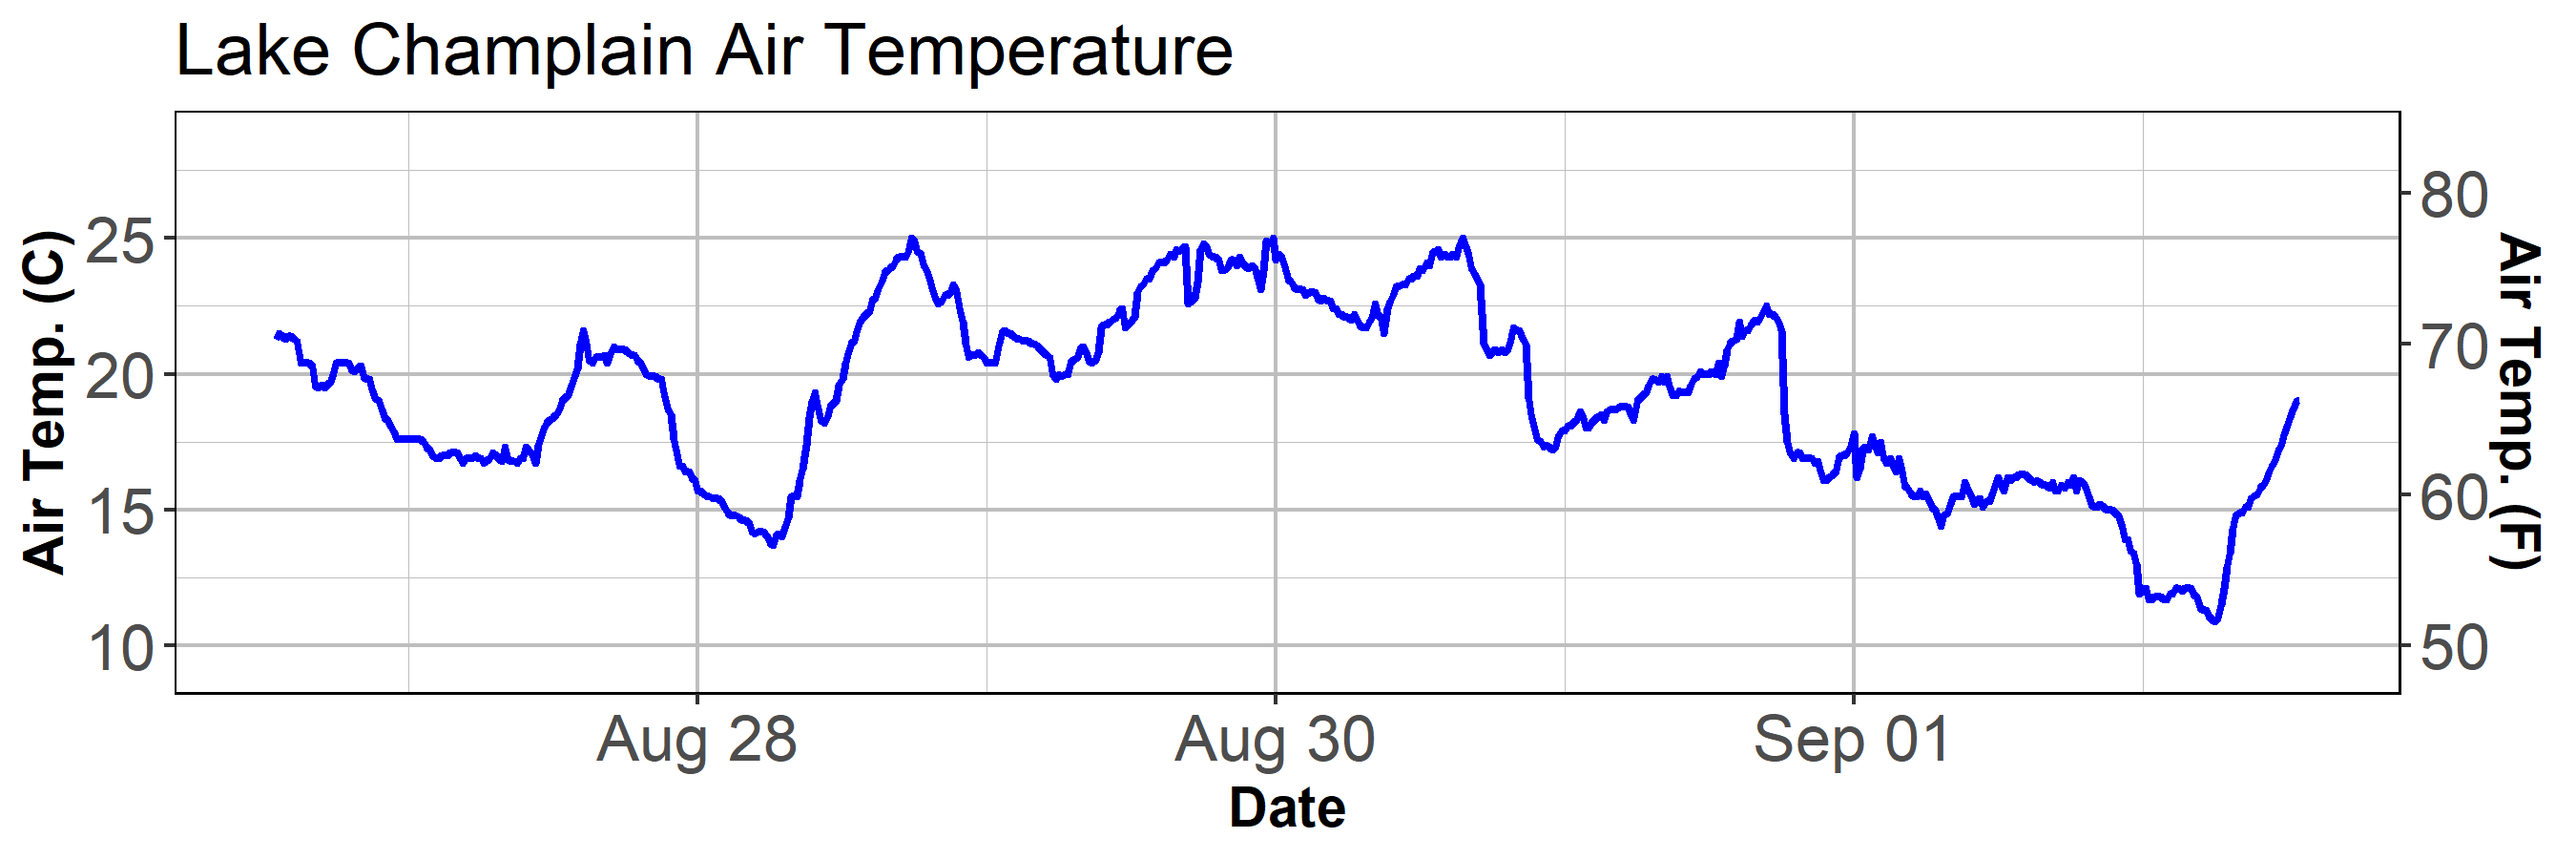 Lake Champlain Air Temperature
Air Temp. (C)
25
20
15
10
80
70
60
50
Air Temp. (F)
Aug 28
Aug 30
Sep 01
Date